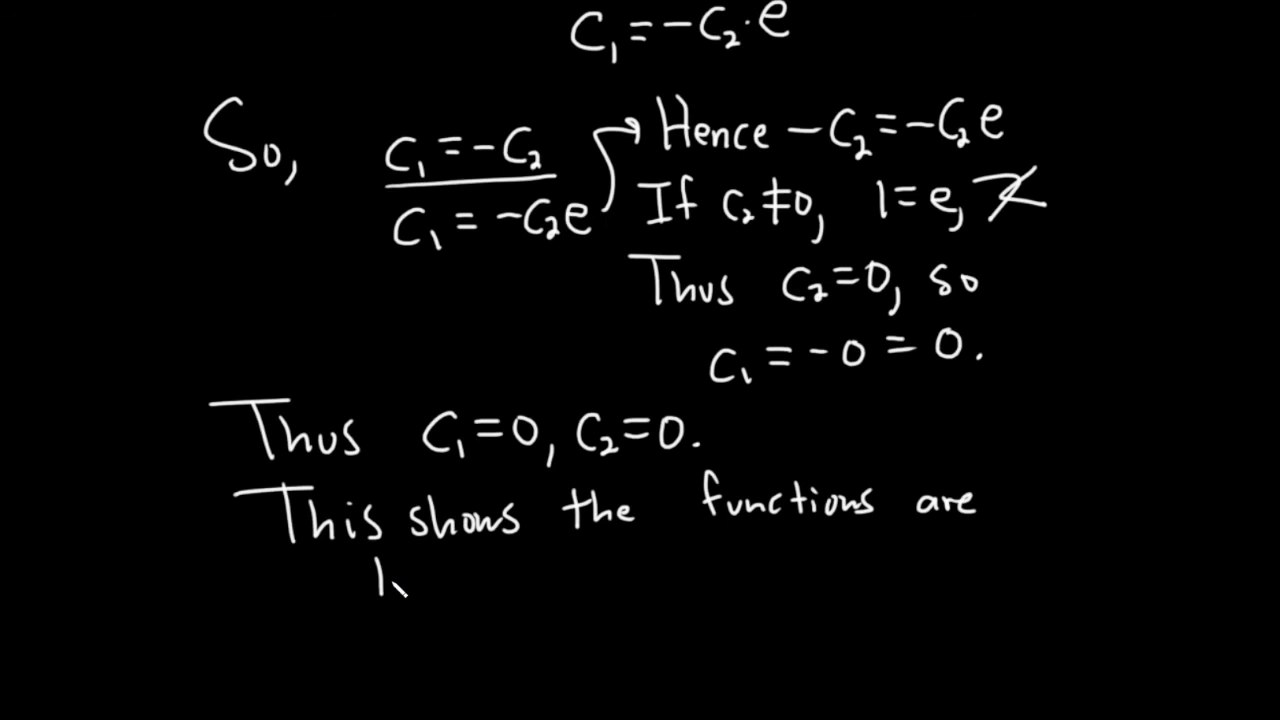 C₁ = -C₂ · e
So, C₁ = -C₂
C₁ = -C₂e
Hence -C₂ = -C₂e
If C₂ ≠ 0, 1 = e,
Thus C₂ = 0, so
C₁ = -0 = 0.
Thus C₁ = 0, C₂ = 0.
This shows the functions are
l